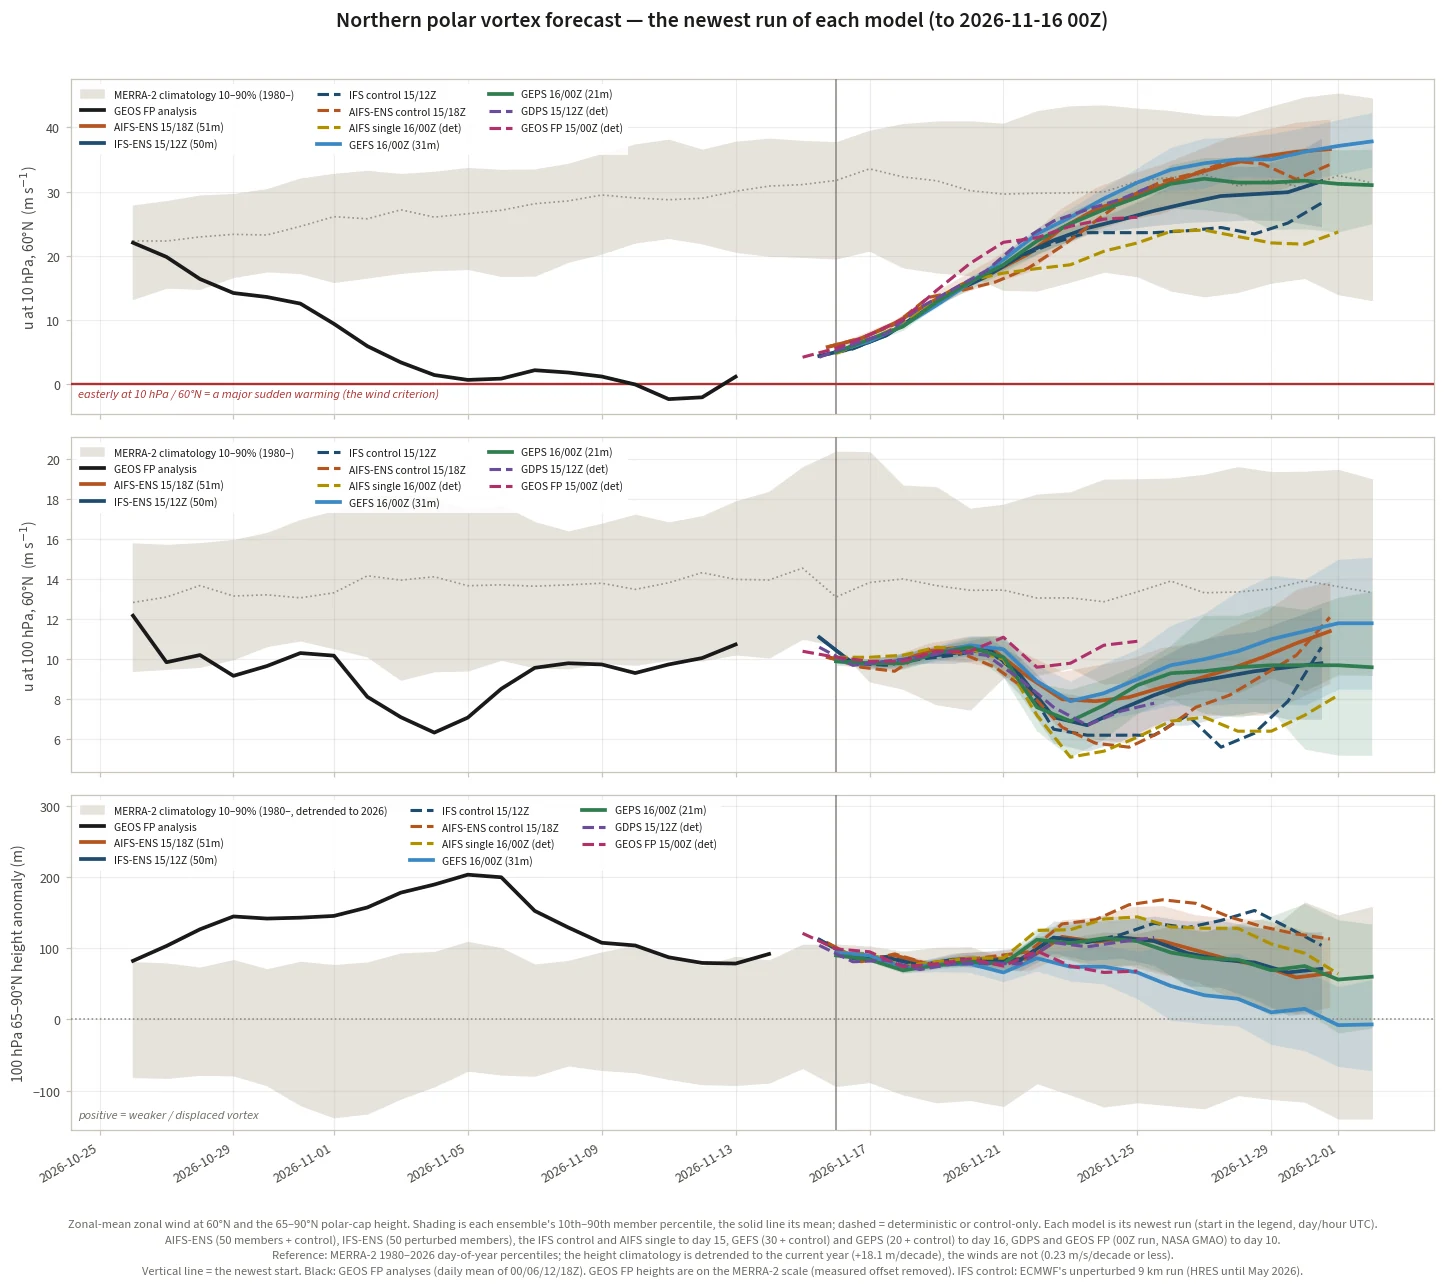 Northern polar vortex forecast — the newest run of each model (to 2026-11-16 00Z)
u at 10 hPa, 60°N (m s⁻¹)
40
30
20
10
0
MERRA-2 climatology 10–90% (1980–)
GEOS FP analysis
AIFS-ENS 15/18Z (51m)
IFS-ENS 15/12Z (50m)
IFS control 15/12Z
AIFS-ENS control 15/18Z
AIFS single 16/00Z (det)
GEFS 16/00Z (31m)
GEPS 16/00Z (21m)
GDPS 15/12Z (det)
GEOS FP 15/00Z (det)
easterly at 10 hPa / 60°N = a major sudden warming (the wind criterion)
u at 100 hPa, 60°N (m s⁻¹)
20
18
16
14
12
10
8
6
MERRA-2 climatology 10–90% (1980–)
GEOS FP analysis
AIFS-ENS 15/18Z (51m)
IFS-ENS 15/12Z (50m)
IFS control 15/12Z
AIFS-ENS control 15/18Z
AIFS single 16/00Z (det)
GEFS 16/00Z (31m)
GEPS 16/00Z (21m)
GDPS 15/12Z (det)
GEOS FP 15/00Z (det)
100 hPa 65–90°N height anomaly (m)
300
200
100
0
−100
MERRA-2 climatology 10–90% (1980–, detrended to 2026)
GEOS FP analysis
AIFS-ENS 15/18Z (51m)
IFS-ENS 15/12Z (50m)
IFS control 15/12Z
AIFS-ENS control 15/18Z
AIFS single 16/00Z (det)
GEFS 16/00Z (31m)
GEPS 16/00Z (21m)
GDPS 15/12Z (det)
GEOS FP 15/00Z (det)
positive = weaker / displaced vortex
2026-10-25
2026-10-29
2026-11-01
2026-11-05
2026-11-09
2026-11-13
2026-11-17
2026-11-21
2026-11-25
2026-11-29
2026-12-01
Zonal-mean zonal wind at 60°N and the 65–90°N polar-cap height. Shading is each ensemble's 10th–90th member percentile, the solid line its mean; dashed = deterministic or control-only. Each model is its newest run (start in the legend, day/hour UTC).
AIFS-ENS (50 members + control), IFS-ENS (50 perturbed members), the IFS control and AIFS single to day 15, GEFS (30 + control) and GEPS (20 + control) to day 16, GDPS and GEOS FP (00Z run, NASA GMAO) to day 10.
Reference: MERRA-2 1980–2026 day-of-year percentiles; the height climatology is detrended to the current year (+18.1 m/decade), the winds are not (0.23 m/s/decade or less).
Vertical line = the newest start. Black: GEOS FP analyses (daily mean of 00/06/12/18Z). GEOS FP heights are on the MERRA-2 scale (measured offset removed). IFS control: ECMWF's unperturbed 9 km run (HRES until May 2026).